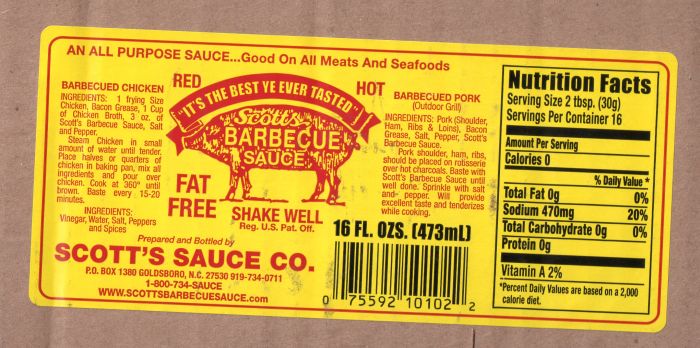 AN ALL PURPOSE SAUCE...Good On All Meats And Seafoods
BARBECUED CHICKEN
INGREDIENTS: 1 frying Size
Chicken, Bacon Grease, 1 Cup
of Chicken Broth, 3 oz. of
Scott's Barbecue Sauce, Salt
and Pepper.
Steam Chicken in small
amount of water until tender.
Place halves or quarters of
chicken in baking pan, mix all
ingredients and pour over
chicken. Cook at 360° until
brown. Baste every 15-20
minutes.
INGREDIENTS:
Vinegar, Water, Salt, Peppers
and Spices
RED
HOT
"IT'S THE BEST YE EVER TASTED"
Scott's
BARBECUE
SAUCE
FAT
FREE
SHAKE WELL
Reg. U.S. Pat. Off.
BARBECUED PORK
(Outdoor Grill)
INGREDIENTS: Pork (Shoulder,
Ham, Ribs & Loins), Bacon
Grease, Salt, Pepper, Scott's
Barbecue Sauce.
Pork shoulder, ham, ribs,
should be placed on rotisserie
over hot charcoals. Baste with
Scott's Barbecue Sauce until
well done. Sprinkle with salt
and- pepper. Will provide
excellent taste and tenderizes
while cooking.
Prepared and Bottled by
SCOTT'S SAUCE CO.
P.O. BOX 1380 GOLDSBORO, N.C. 27530 919-734-0711
1-800-734-SAUCE
WWW.SCOTTSBARBECUESAUCE.com
16 FL. OZS. (473mL)
0 75592 10102 2
Nutrition Facts
Serving Size 2 tbsp. (30g)
Servings Per Container 16
Amount Per Serving
Calories 0
% Daily Value *
Total Fat 0g 0%
Sodium 470mg 20%
Total Carbohydrate 0g 0%
Protein 0g
Vitamin A 2%
*Percent Daily Values are based on a 2,000
calorie diet.